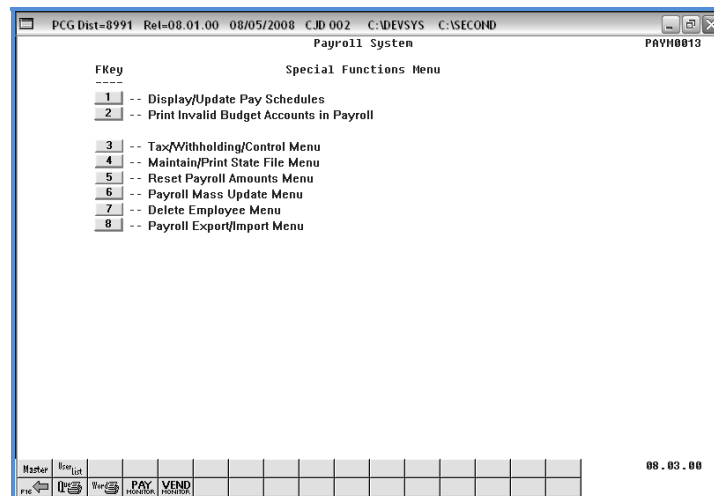 PCG Dist=8991 Rel=08.01.00 08/05/2008 CJD 002 C:\DEVSYS C:\SECOND
Payroll System PAYM0013
FKey Special Functions Menu
----
1 -- Display/Update Pay Schedules
2 -- Print Invalid Budget Accounts in Payroll
3 -- Tax/Withholding/Control Menu
4 -- Maintain/Print State File Menu
5 -- Reset Payroll Amounts Menu
6 -- Payroll Mass Update Menu
7 -- Delete Employee Menu
8 -- Payroll Export/Import Menu
Master User List 08.03.00
F16 Que PAY MONITOR VEND MONITOR